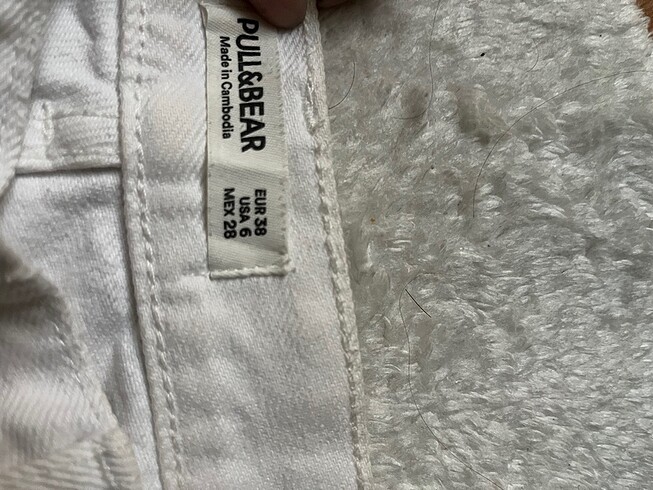 PULL&BEAR
Made in Cambodia
EUR 38
USA 6
MEX 28